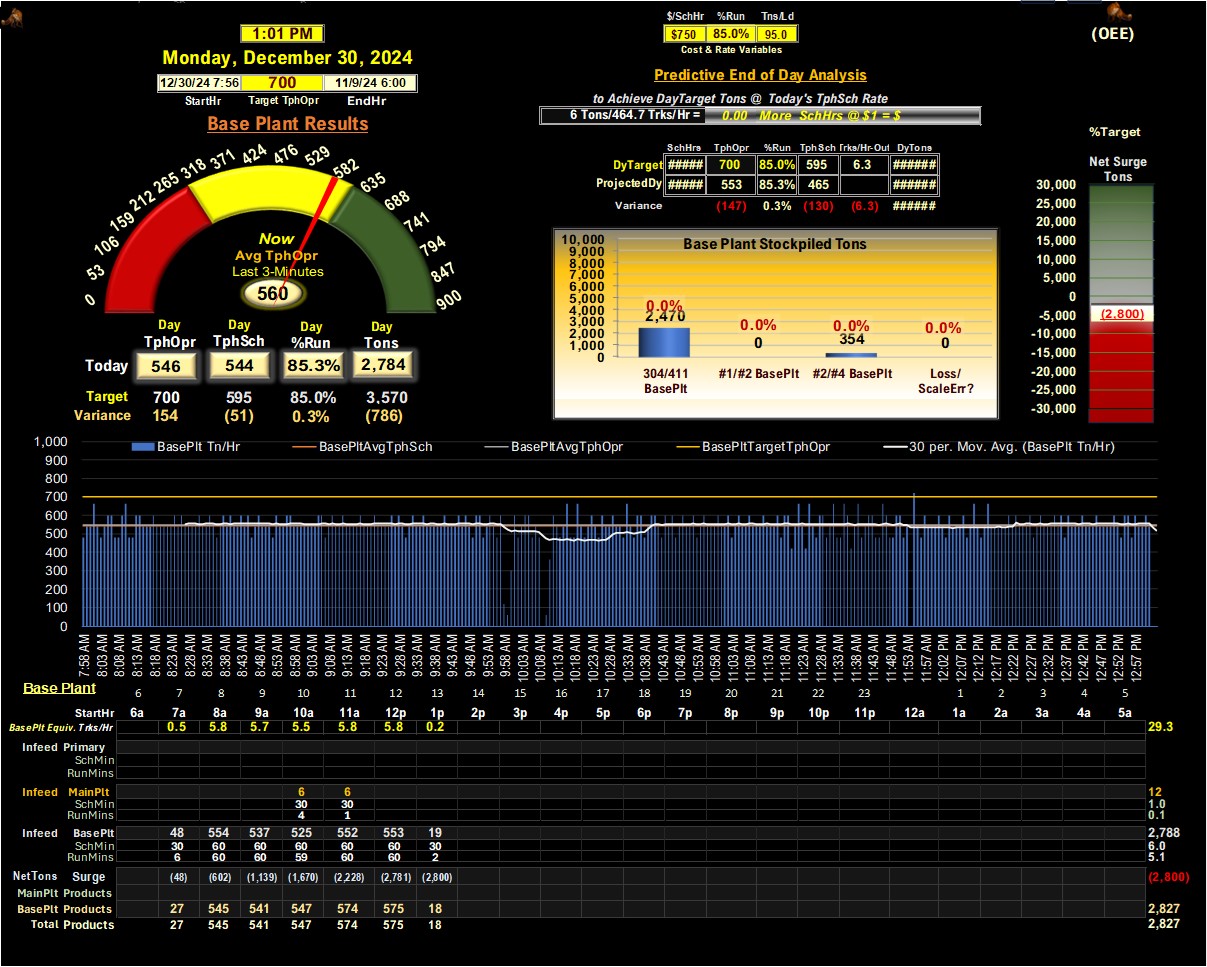 $/SchHr %Run Tns/Ld
1:01 PM
$750 85.0% 95.0
(OEE)
Cost & Rate Variables
Monday, December 30, 2024
Predictive End of Day Analysis
12/30/24 7:56 700 11/9/24 6:00
StartHr Target TphOpr EndHr
to Achieve DayTarget Tons @ Today's TphSch Rate
6 Tons/464.7 Trks/Hr = 0.00 More SchHrs @ $1 = $
Base Plant Results
%Target
SchHrs TphOpr %Run TphSch Trks/Hr-Out DyTons
DyTarget ##### 700 85.0% 595 6.3 ######
ProjectedDy ##### 553 85.3% 465 ######
Variance (147) 0.3% (130) (6.3) ######
Net Surge
Tons
30,000
25,000
20,000
15,000
10,000
5,000
0
-5,000
-10,000
-15,000
-20,000
-25,000
-30,000
(2,800)
0 53 106 159 212 265 318 371 424 476 529 582 635 688 741 794 847 900
Now
Avg TphOpr
Last 3-Minutes
560
Base Plant Stockpiled Tons
10,000
9,000
8,000
7,000
6,000
5,000
4,000
3,000
2,000
1,000
0
0.0% 0.0% 0.0% 0.0%
2,470 0 354 0
304/411 BasePlt
#1/#2 BasePlt
#2/#4 BasePlt
Loss/ ScaleErr?
Day Day Day Day
TphOpr TphSch %Run Tons
Today 546 544 85.3% 2,784
Target 700 595 85.0% 3,570
Variance 154 (51) 0.3% (786)
BasePlt Tn/Hr BasePltAvgTphSch BasePltAvgTphOpr BasePltTargetTphOpr 30 per. Mov. Avg. (BasePlt Tn/Hr)
1,000
900
800
700
600
500
400
300
200
100
0
7:58 AM 8:03 AM 8:08 AM 8:13 AM 8:18 AM 8:23 AM 8:33 AM 8:38 AM 8:43 AM 8:48 AM 8:53 AM 8:58 AM 9:03 AM 9:08 AM 9:13 AM 9:18 AM 9:23 AM 9:33 AM 9:38 AM 9:43 AM 9:48 AM 9:53 AM 9:58 AM 10:03 AM 10:08 AM 10:18 AM 10:23 AM 10:28 AM 10:33 AM 10:38 AM 10:43 AM 10:48 AM 10:53 AM 10:58 AM 11:03 AM 11:08 AM 11:13 AM 11:18 AM 11:23 AM 11:33 AM 11:38 AM 11:43 AM 11:48 AM 11:53 AM 11:57 AM 12:02 PM 12:07 PM 12:12 PM 12:17 PM 12:22 PM 12:27 PM 12:32 PM 12:37 PM 12:42 PM 12:47 PM 12:52 PM 12:57 PM
Base Plant 6 7 8 9 10 11 12 13 14 15 16 17 18 19 20 21 22 23 1 2 3 4 5
StartHr 6a 7a 8a 9a 10a 11a 12p 1p 2p 3p 4p 5p 6p 7p 8p 9p 10p 11p 12a 1a 2a 3a 4a 5a
BasePlt Equiv. Trks/Hr 0.5 5.8 5.7 5.5 5.8 5.8 0.2 29.3
Infeed Primary
SchMin
RunMins
Infeed MainPlt 6 6 12
SchMin 30 30 1.0
RunMins 4 1 0.1
Infeed BasePlt 48 554 537 525 552 553 19 2,788
SchMin 30 60 60 60 60 60 30 6.0
RunMins 6 60 60 59 60 60 2 5.1
NetTons Surge (48) (602) (1,139) (1,670) (2,228) (2,781) (2,800) (2,800)
MainPlt Products
BasePlt Products 27 545 541 547 574 575 18 2,827
Total Products 27 545 541 547 574 575 18 2,827